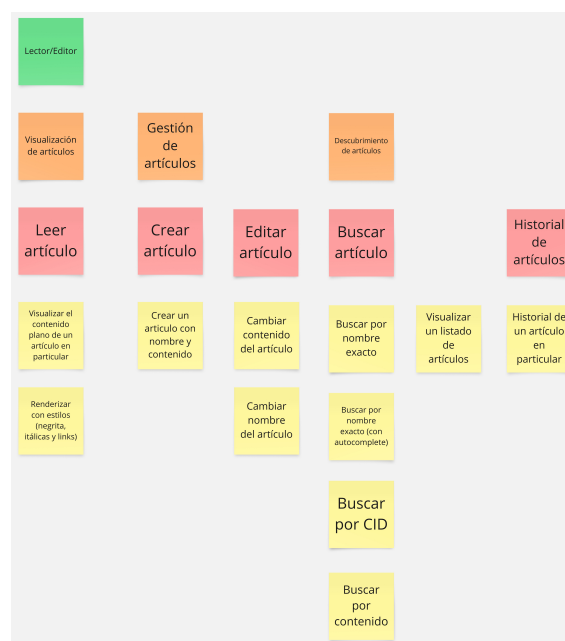 Lector/Editor
Visualización
de artículos
Gestión
de
artículos
Descubrimiento
de artículos
Leer
artículo
Crear
artículo
Editar
artículo
Buscar
artículo
Historial
de
artículos
Visualizar el
contenido
plano de un
artículo en
particular
Crear un
articulo con
nombre y
contenido
Cambiar
contenido
del artículo
Buscar por
nombre
exacto
Visualizar
un listado
de
artículos
Historial de
un artículo
en
particular
Renderizar
con estilos
(negrita,
itálicas y links)
Cambiar
nombre
del artículo
Buscar por
nombre
exacto (con
autocomplete)
Buscar
por CID
Buscar
por
contenido